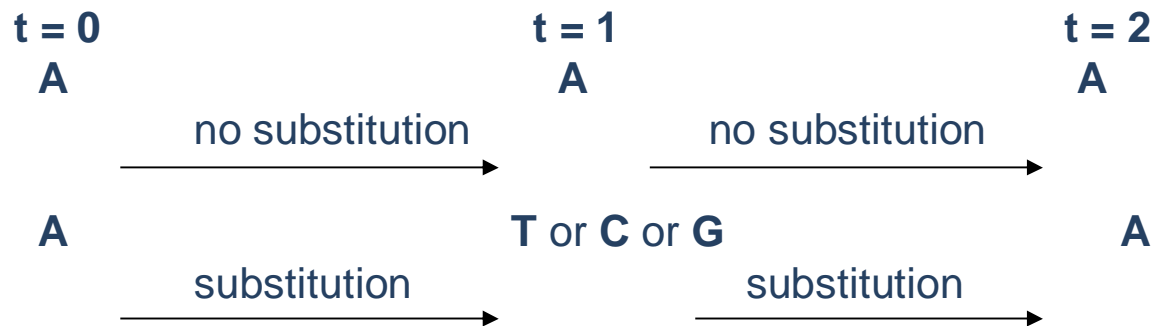 t = 0 t = 1 t = 2
A A A
no substitution no substitution
A T or C or G A
substitution substitution